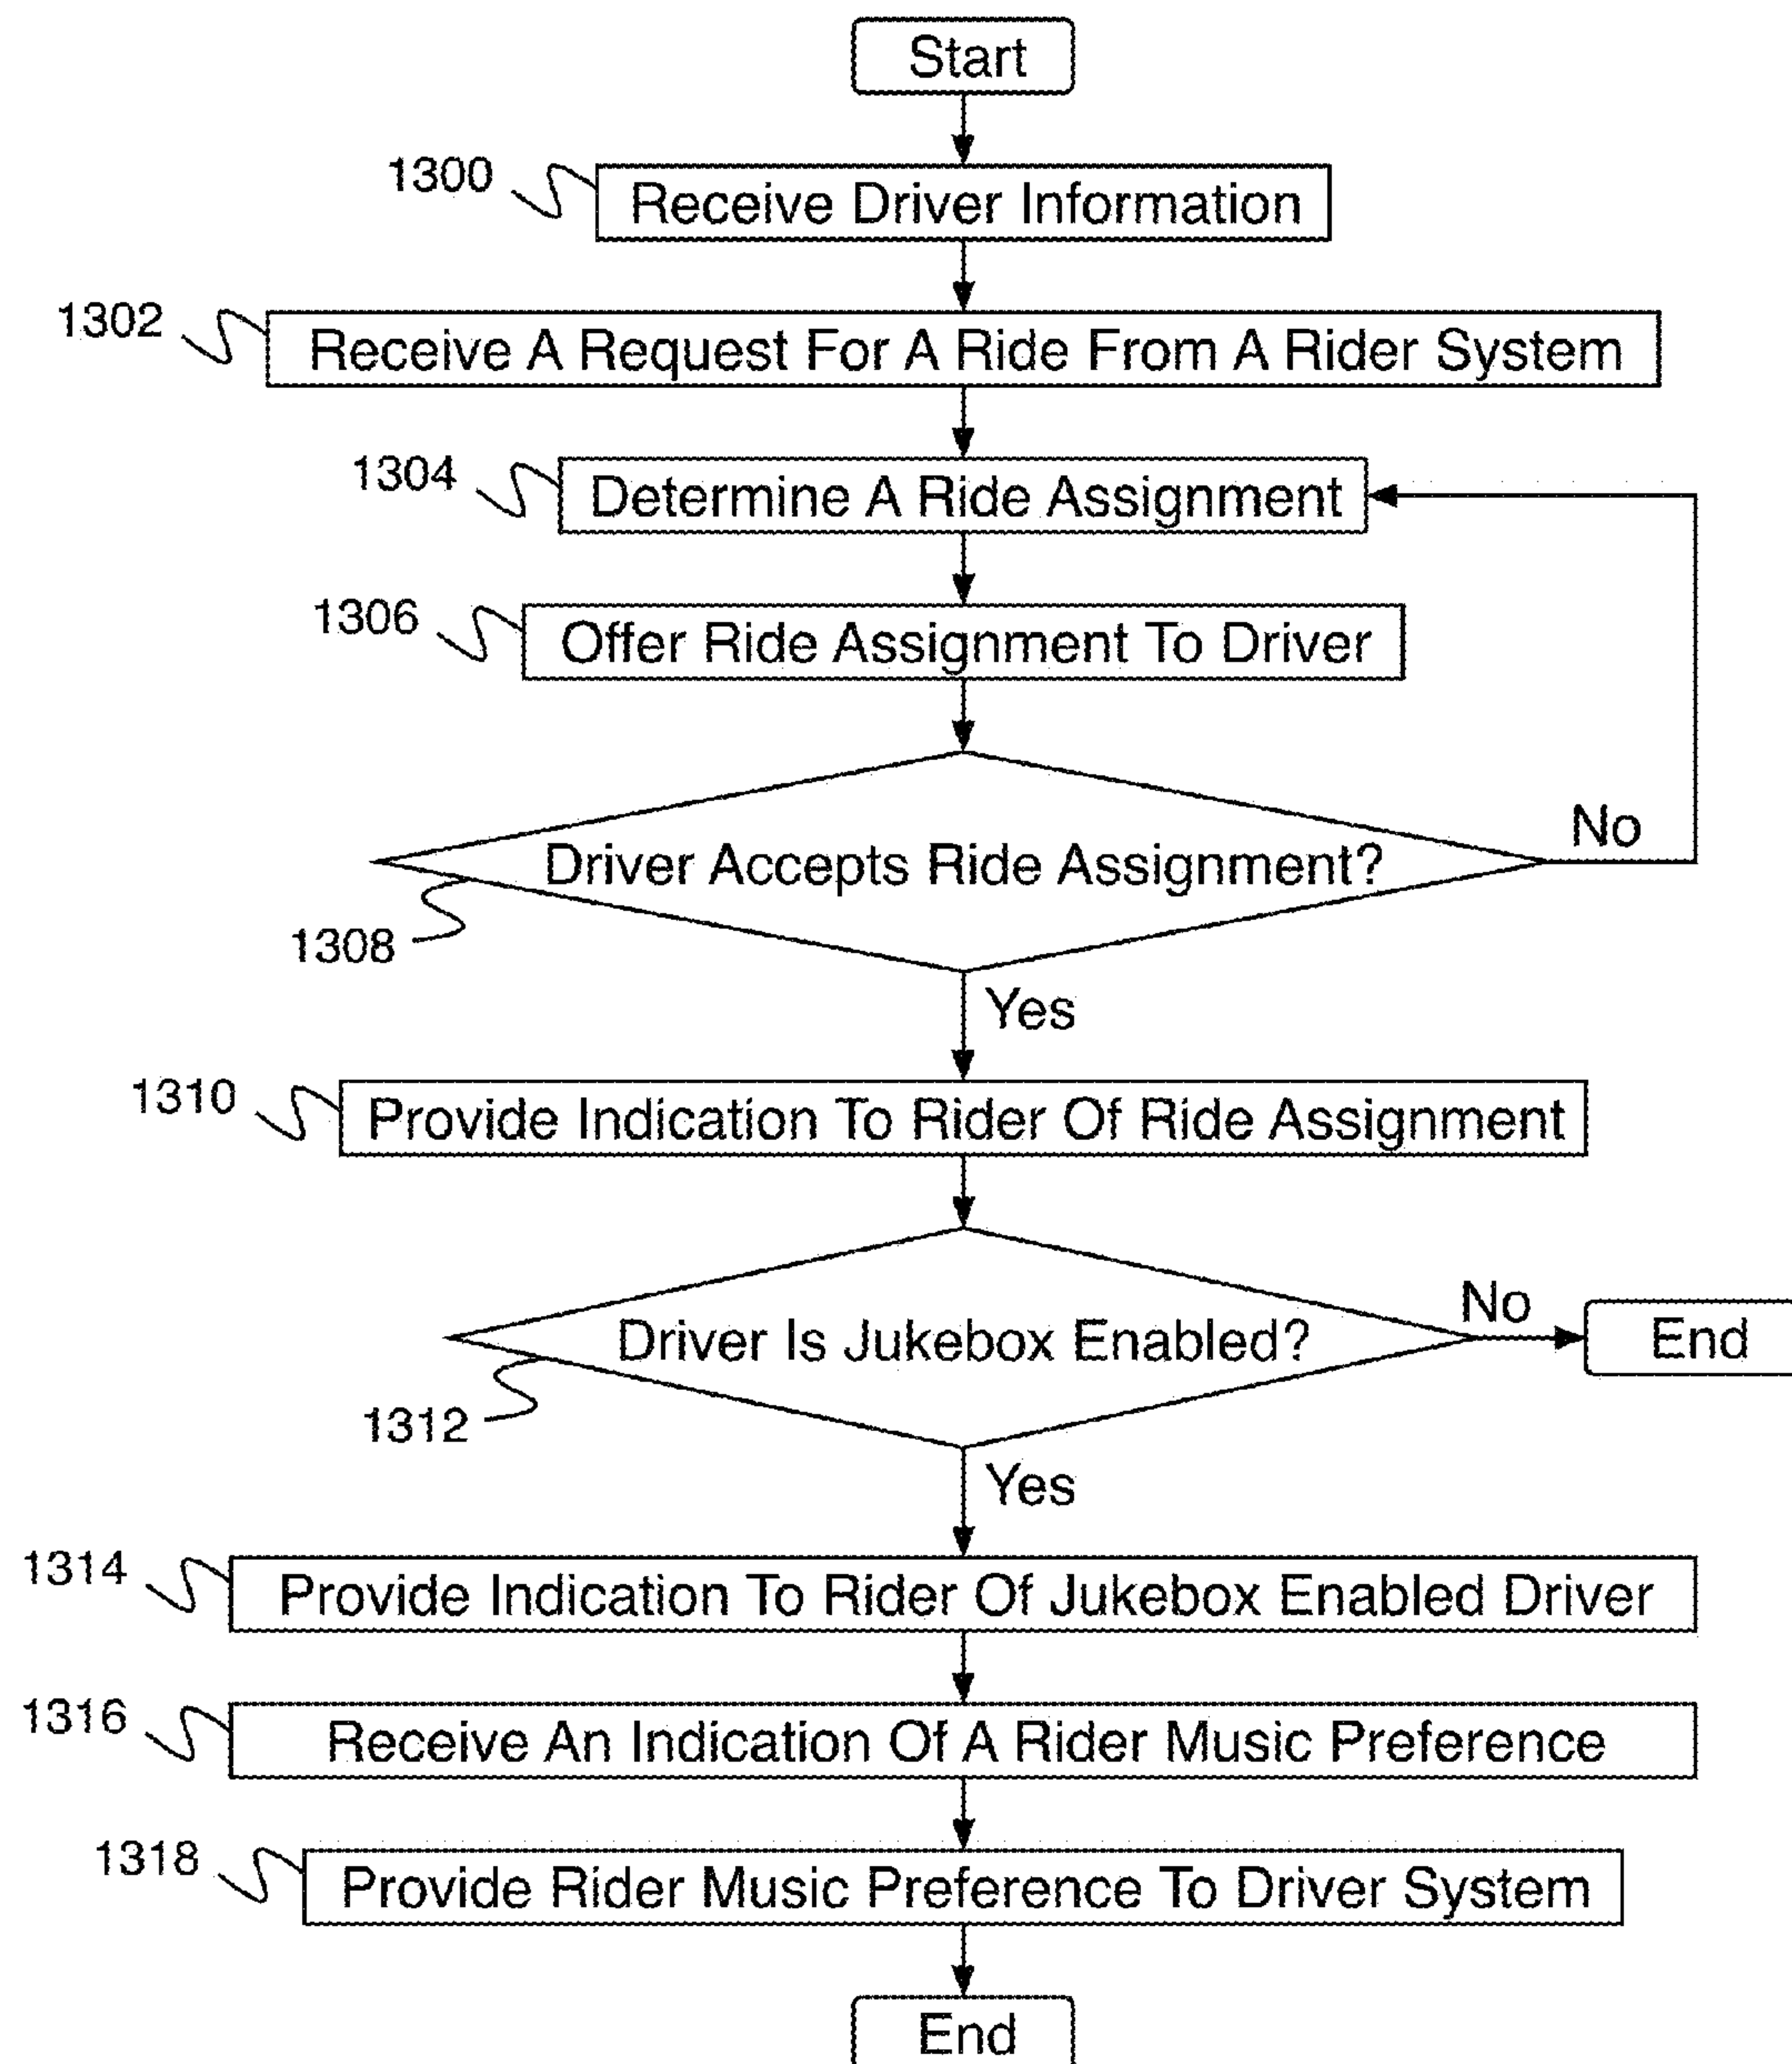 Start
1300
Receive Driver Information
1302
Receive A Request For A Ride From A Rider System
1304
Determine A Ride Assignment
1306
Offer Ride Assignment To Driver
Driver Accepts Ride Assignment?
No
1308
Yes
1310
Provide Indication To Rider Of Ride Assignment
Driver Is Jukebox Enabled?
No
End
1312
Yes
1314
Provide Indication To Rider Of Jukebox Enabled Driver
1316
Receive An Indication Of A Rider Music Preference
1318
Provide Rider Music Preference To Driver System
End